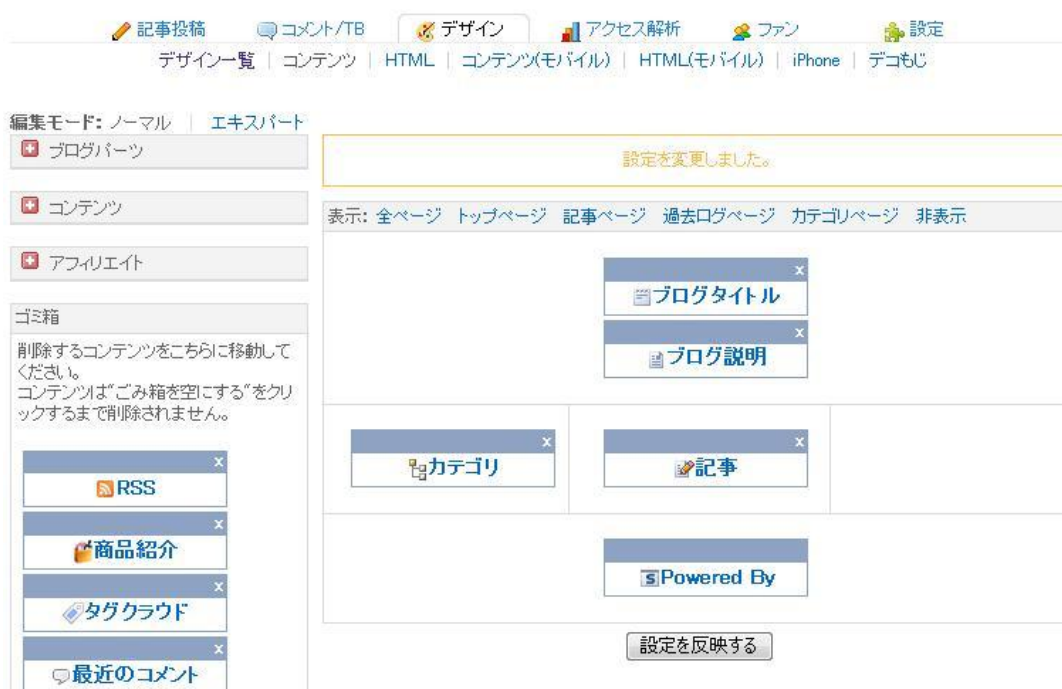 記事投稿 コメント/TB デザイン アクセス解析 ファン 設定
デザイン一覧 | コンテンツ | HTML | コンテンツ(モバイル) | HTML(モバイル) | iPhone | デコもじ
編集モード: ノーマル | エキスパート
ブログパーツ
コンテンツ
アフィリエイト
ゴミ箱
削除するコンテンツをこちらに移動して
ください。
コンテンツは"ごみ箱を空にする"をクリ
ックするまで削除されません。
x
RSS
x
商品紹介
x
タグクラウド
x
最近のコメント
設定を変更しました。
表示: 全ページ トップページ 記事ページ 過去ログページ カテゴリページ 非表示
x
ブログタイトル
x
ブログ説明
x
カテゴリ
x
記事
Powered By
設定を反映する